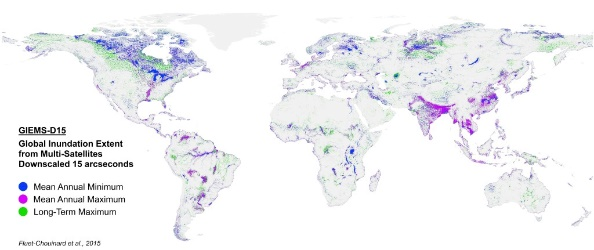 GIEMS-D15
Global Inundation Extent
from Multi-Satellites
Downscaled 15 arcseconds
Mean Annual Minimum
Mean Annual Maximum
Long-Term Maximum
Fluet-Chouinard et al., 2015